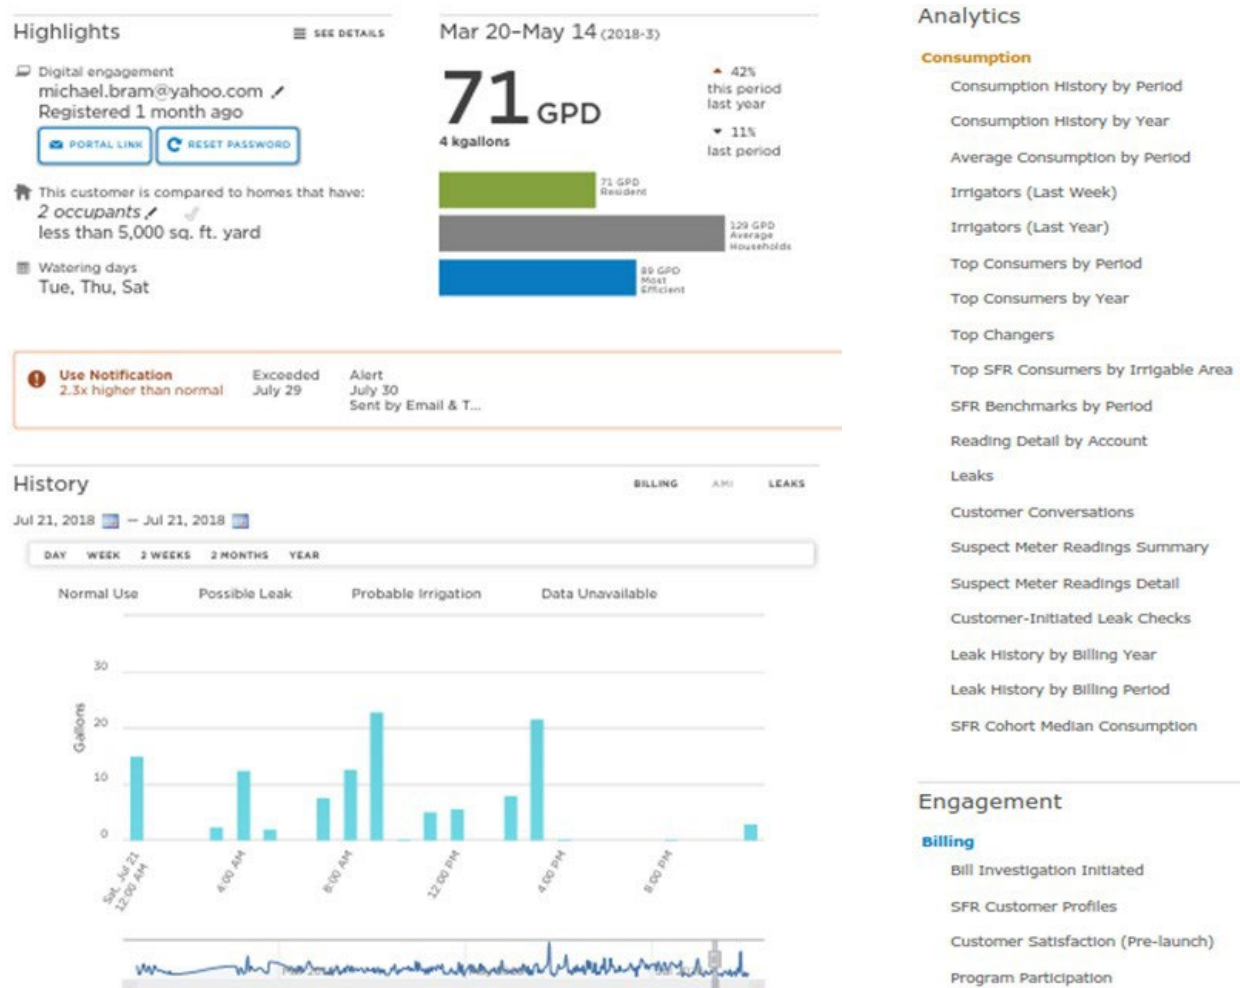 Highlights
SEE DETAILS
Digital engagement
michael.bram@yahoo.com
Registered 1 month ago
PORTAL LINK
RESET PASSWORD
This customer is compared to homes that have:
2 occupants
less than 5,000 sq. ft. yard
Watering days
Tue, Thu, Sat
Mar 20–May 14 (2018-3)
71 GPD
4 kgallons
42%
this period
last year
11%
last period
71 GPD
Resident
129 GPD
Average
Households
89 GPD
Most
Efficient
Use Notification
2.3x higher than normal
Exceeded
July 29
Alert
July 30
Sent by Email & T...
History
BILLING
AMI
LEAKS
Jul 21, 2018 – Jul 21, 2018
DAY WEEK 2 WEEKS 2 MONTHS YEAR
Normal Use Possible Leak Probable Irrigation Data Unavailable
Gallons
30
20
10
0
Sat, Jul 21
12:00 AM
4:00 AM
8:00 AM
12:00 PM
4:00 PM
8:00 PM
Analytics
Consumption
Consumption History by Period
Consumption History by Year
Average Consumption by Period
Irrigators (Last Week)
Irrigators (Last Year)
Top Consumers by Period
Top Consumers by Year
Top Changers
Top SFR Consumers by Irrigable Area
SFR Benchmarks by Period
Reading Detail by Account
Leaks
Customer Conversations
Suspect Meter Readings Summary
Suspect Meter Readings Detail
Customer-Initiated Leak Checks
Leak History by Billing Year
Leak History by Billing Period
SFR Cohort Median Consumption
Engagement
Billing
Bill Investigation Initiated
SFR Customer Profiles
Customer Satisfaction (Pre-launch)
Program Participation